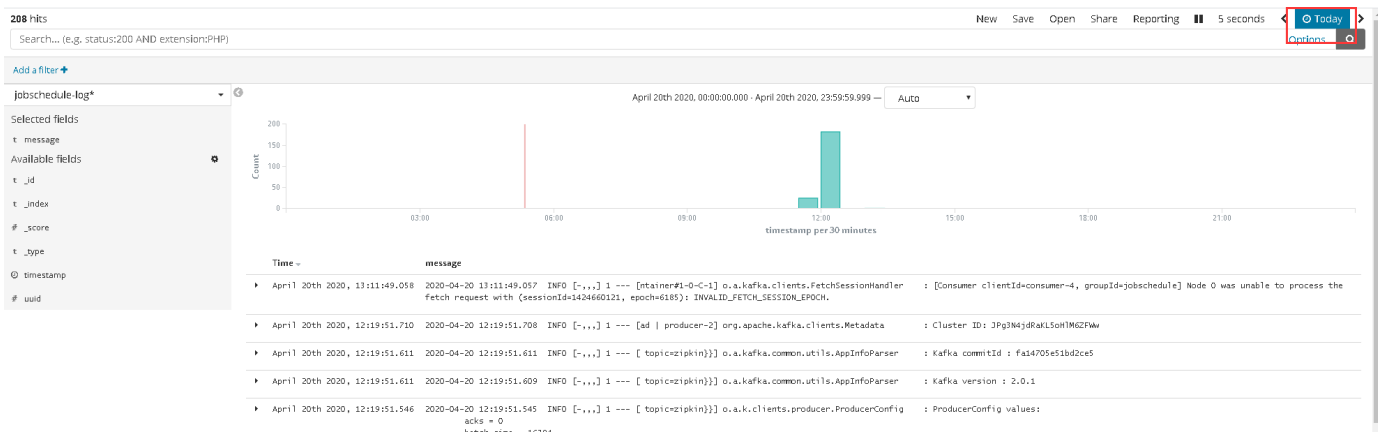 208 hits
New Save Open Share Reporting 5 seconds Today
Search... (e.g. status:200 AND extension:PHP)
Options
Add a filter +
jobschedule-log*
April 20th 2020, 00:00:00.000 - April 20th 2020, 23:59:59.999 — Auto
Selected fields
t message
Available fields
t _id
t _index
# _score
t _type
timestamp
# uuid
Count
200
150
100
50
0
03:00 06:00 09:00 12:00 15:00 18:00 21:00
timestamp per 30 minutes
Time message
April 20th 2020, 13:11:49.058 2020-04-20 13:11:49.057 INFO [-,,,] 1 --- [ntainer#1-0-C-1] o.a.kafka.clients.FetchSessionHandler : [Consumer clientId=consumer-4, groupId=jobschedule] Node 0 was unable to process the
fetch request with (sessionId=1424660121, epoch=6185): INVALID_FETCH_SESSION_EPOCH.
April 20th 2020, 12:19:51.710 2020-04-20 12:19:51.708 INFO [-,,,] 1 --- [ad | producer-2] org.apache.kafka.clients.Metadata : Cluster ID: JPg3N4jdRaKL5oHlM6ZFWw
April 20th 2020, 12:19:51.611 2020-04-20 12:19:51.611 INFO [-,,,] 1 --- [ topic=zipkin}}] o.a.kafka.common.utils.AppInfoParser : Kafka commitId : fa14705e51bd2ce5
April 20th 2020, 12:19:51.611 2020-04-20 12:19:51.609 INFO [-,,,] 1 --- [ topic=zipkin}}] o.a.kafka.common.utils.AppInfoParser : Kafka version : 2.0.1
April 20th 2020, 12:19:51.546 2020-04-20 12:19:51.545 INFO [-,,,] 1 --- [ topic=zipkin}}] o.a.k.clients.producer.ProducerConfig : ProducerConfig values:
acks = 0